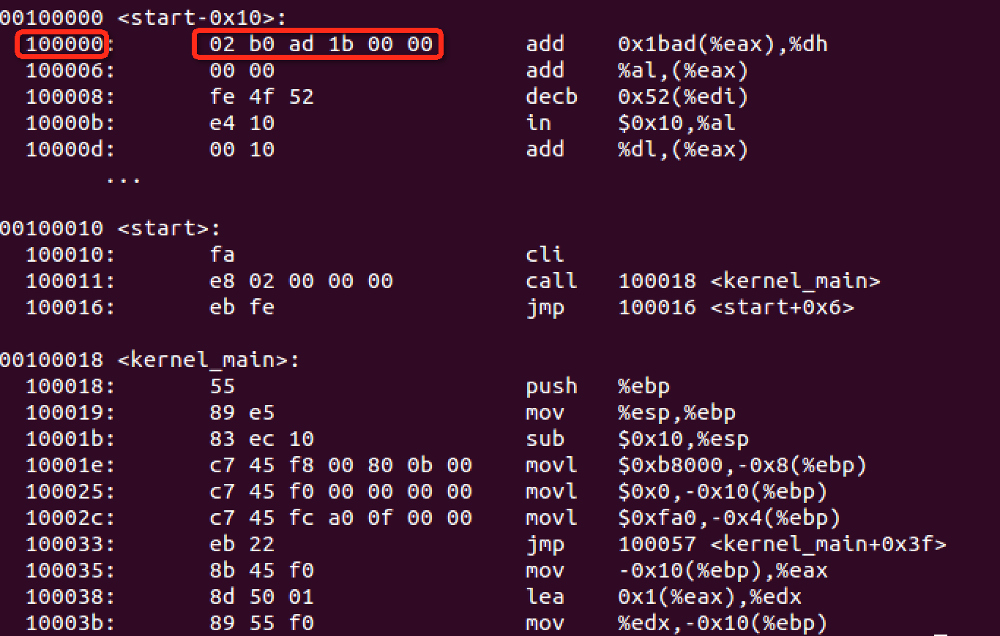 00100000 <start-0x10>:
100000: 02 b0 ad 1b 00 00 add 0x1bad(%eax),%dh
100006: 00 00 add %al,(%eax)
100008: fe 4f 52 decb 0x52(%edi)
10000b: e4 10 in $0x10,%al
10000d: 00 10 add %dl,(%eax)
...
00100010 <start>:
100010: fa cli
100011: e8 02 00 00 00 call 100018 <kernel_main>
100016: eb fe jmp 100016 <start+0x6>
00100018 <kernel_main>:
100018: 55 push %ebp
100019: 89 e5 mov %esp,%ebp
10001b: 83 ec 10 sub $0x10,%esp
10001e: c7 45 f8 00 80 0b 00 movl $0xb8000,-0x8(%ebp)
100025: c7 45 f0 00 00 00 00 movl $0x0,-0x10(%ebp)
10002c: c7 45 fc a0 0f 00 00 movl $0xfa0,-0x4(%ebp)
100033: eb 22 jmp 100057 <kernel_main+0x3f>
100035: 8b 45 f0 mov -0x10(%ebp),%eax
100038: 8d 50 01 lea 0x1(%eax),%edx
10003b: 89 55 f0 mov %edx,-0x10(%ebp)